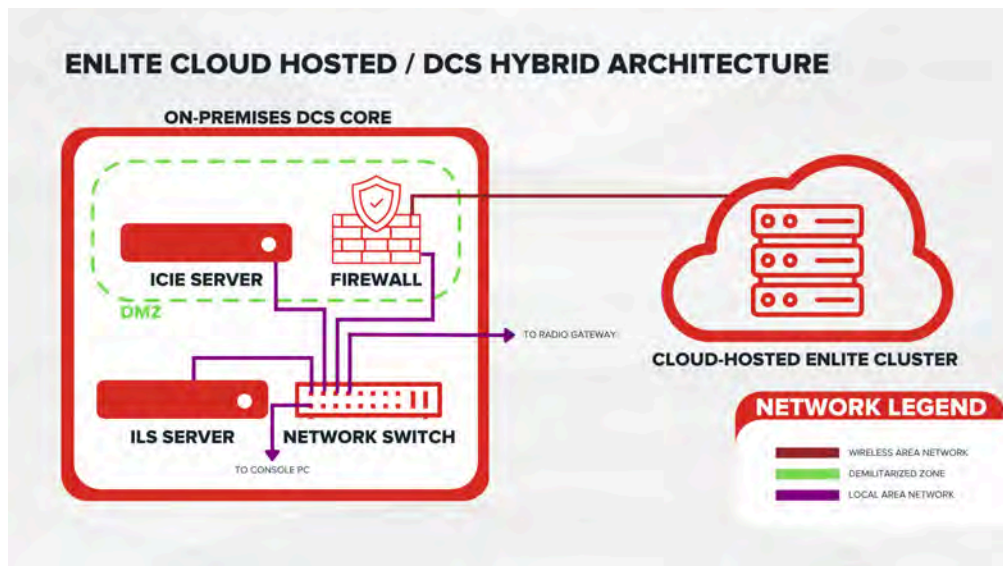 ENLITE CLOUD HOSTED / DCS HYBRID ARCHITECTURE
ON-PREMISES DCS CORE
ICIE SERVER
FIREWALL
DMZ
TO RADIO GATEWAY
CLOUD-HOSTED ENLITE CLUSTER
ILS SERVER
NETWORK SWITCH
TO CONSOLE PC
NETWORK LEGEND
WIRELESS AREA NETWORK
DEMILITARIZED ZONE
LOCAL AREA NETWORK